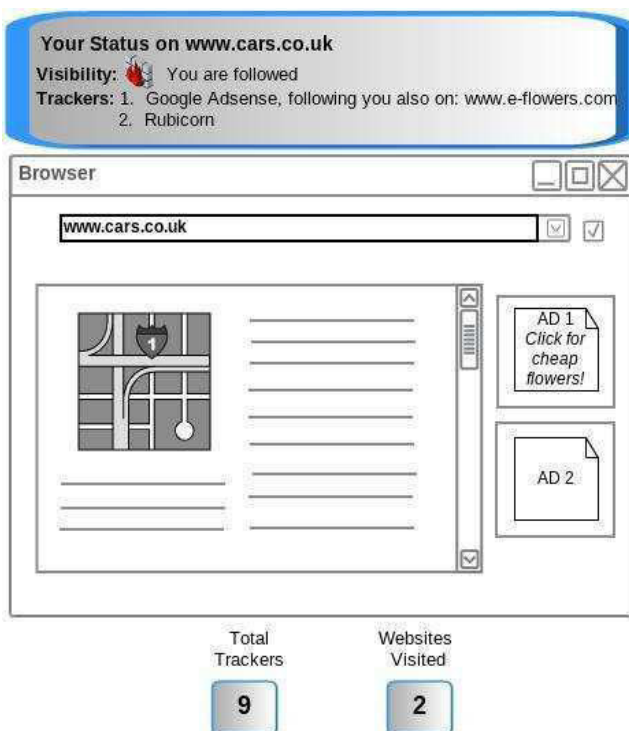 Your Status on www.cars.co.uk
Visibility: You are followed
Trackers: 1. Google Adsense, following you also on: www.e-flowers.com
2. Rubicorn
Browser
www.cars.co.uk
1
AD 1
Click for
cheap
flowers!
AD 2
Total
Trackers
9
Websites
Visited
2